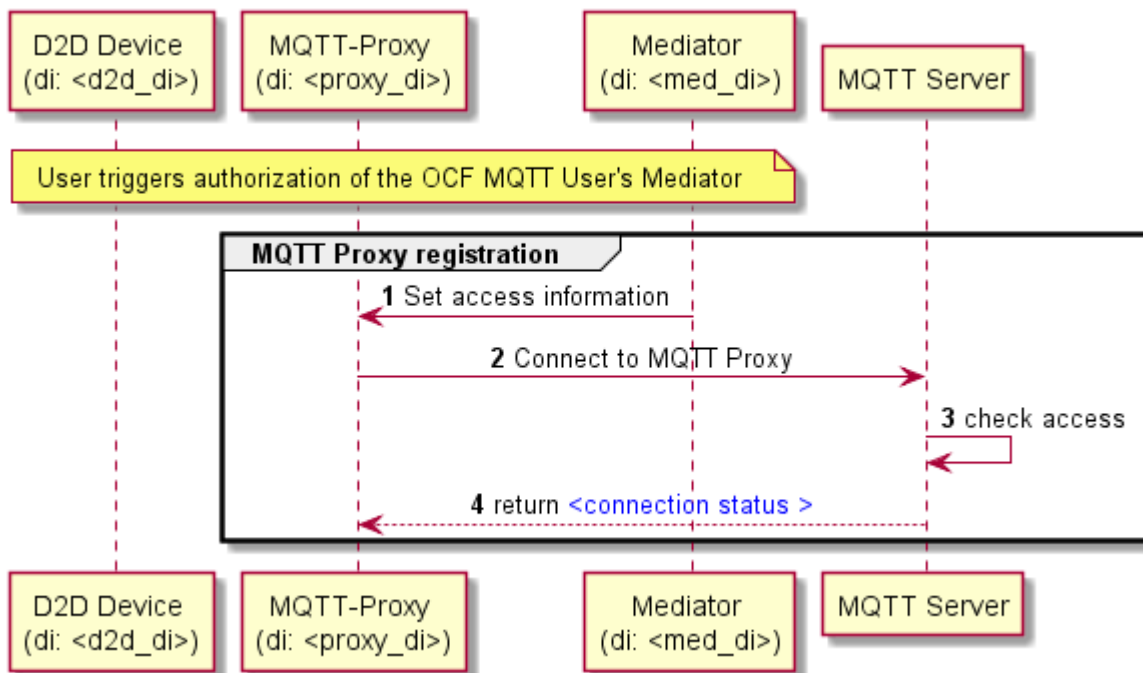 D2D Device
(di: <d2d_di>)
MQTT-Proxy
(di: <proxy_di>)
Mediator
(di: <med_di>)
MQTT Server
User triggers authorization of the OCF MQTT User's Mediator
MQTT Proxy registration
1 Set access information
2 Connect to MQTT Proxy
3 check access
4 return <connection status >
D2D Device
(di: <d2d_di>)
MQTT-Proxy
(di: <proxy_di>)
Mediator
(di: <med_di>)
MQTT Server